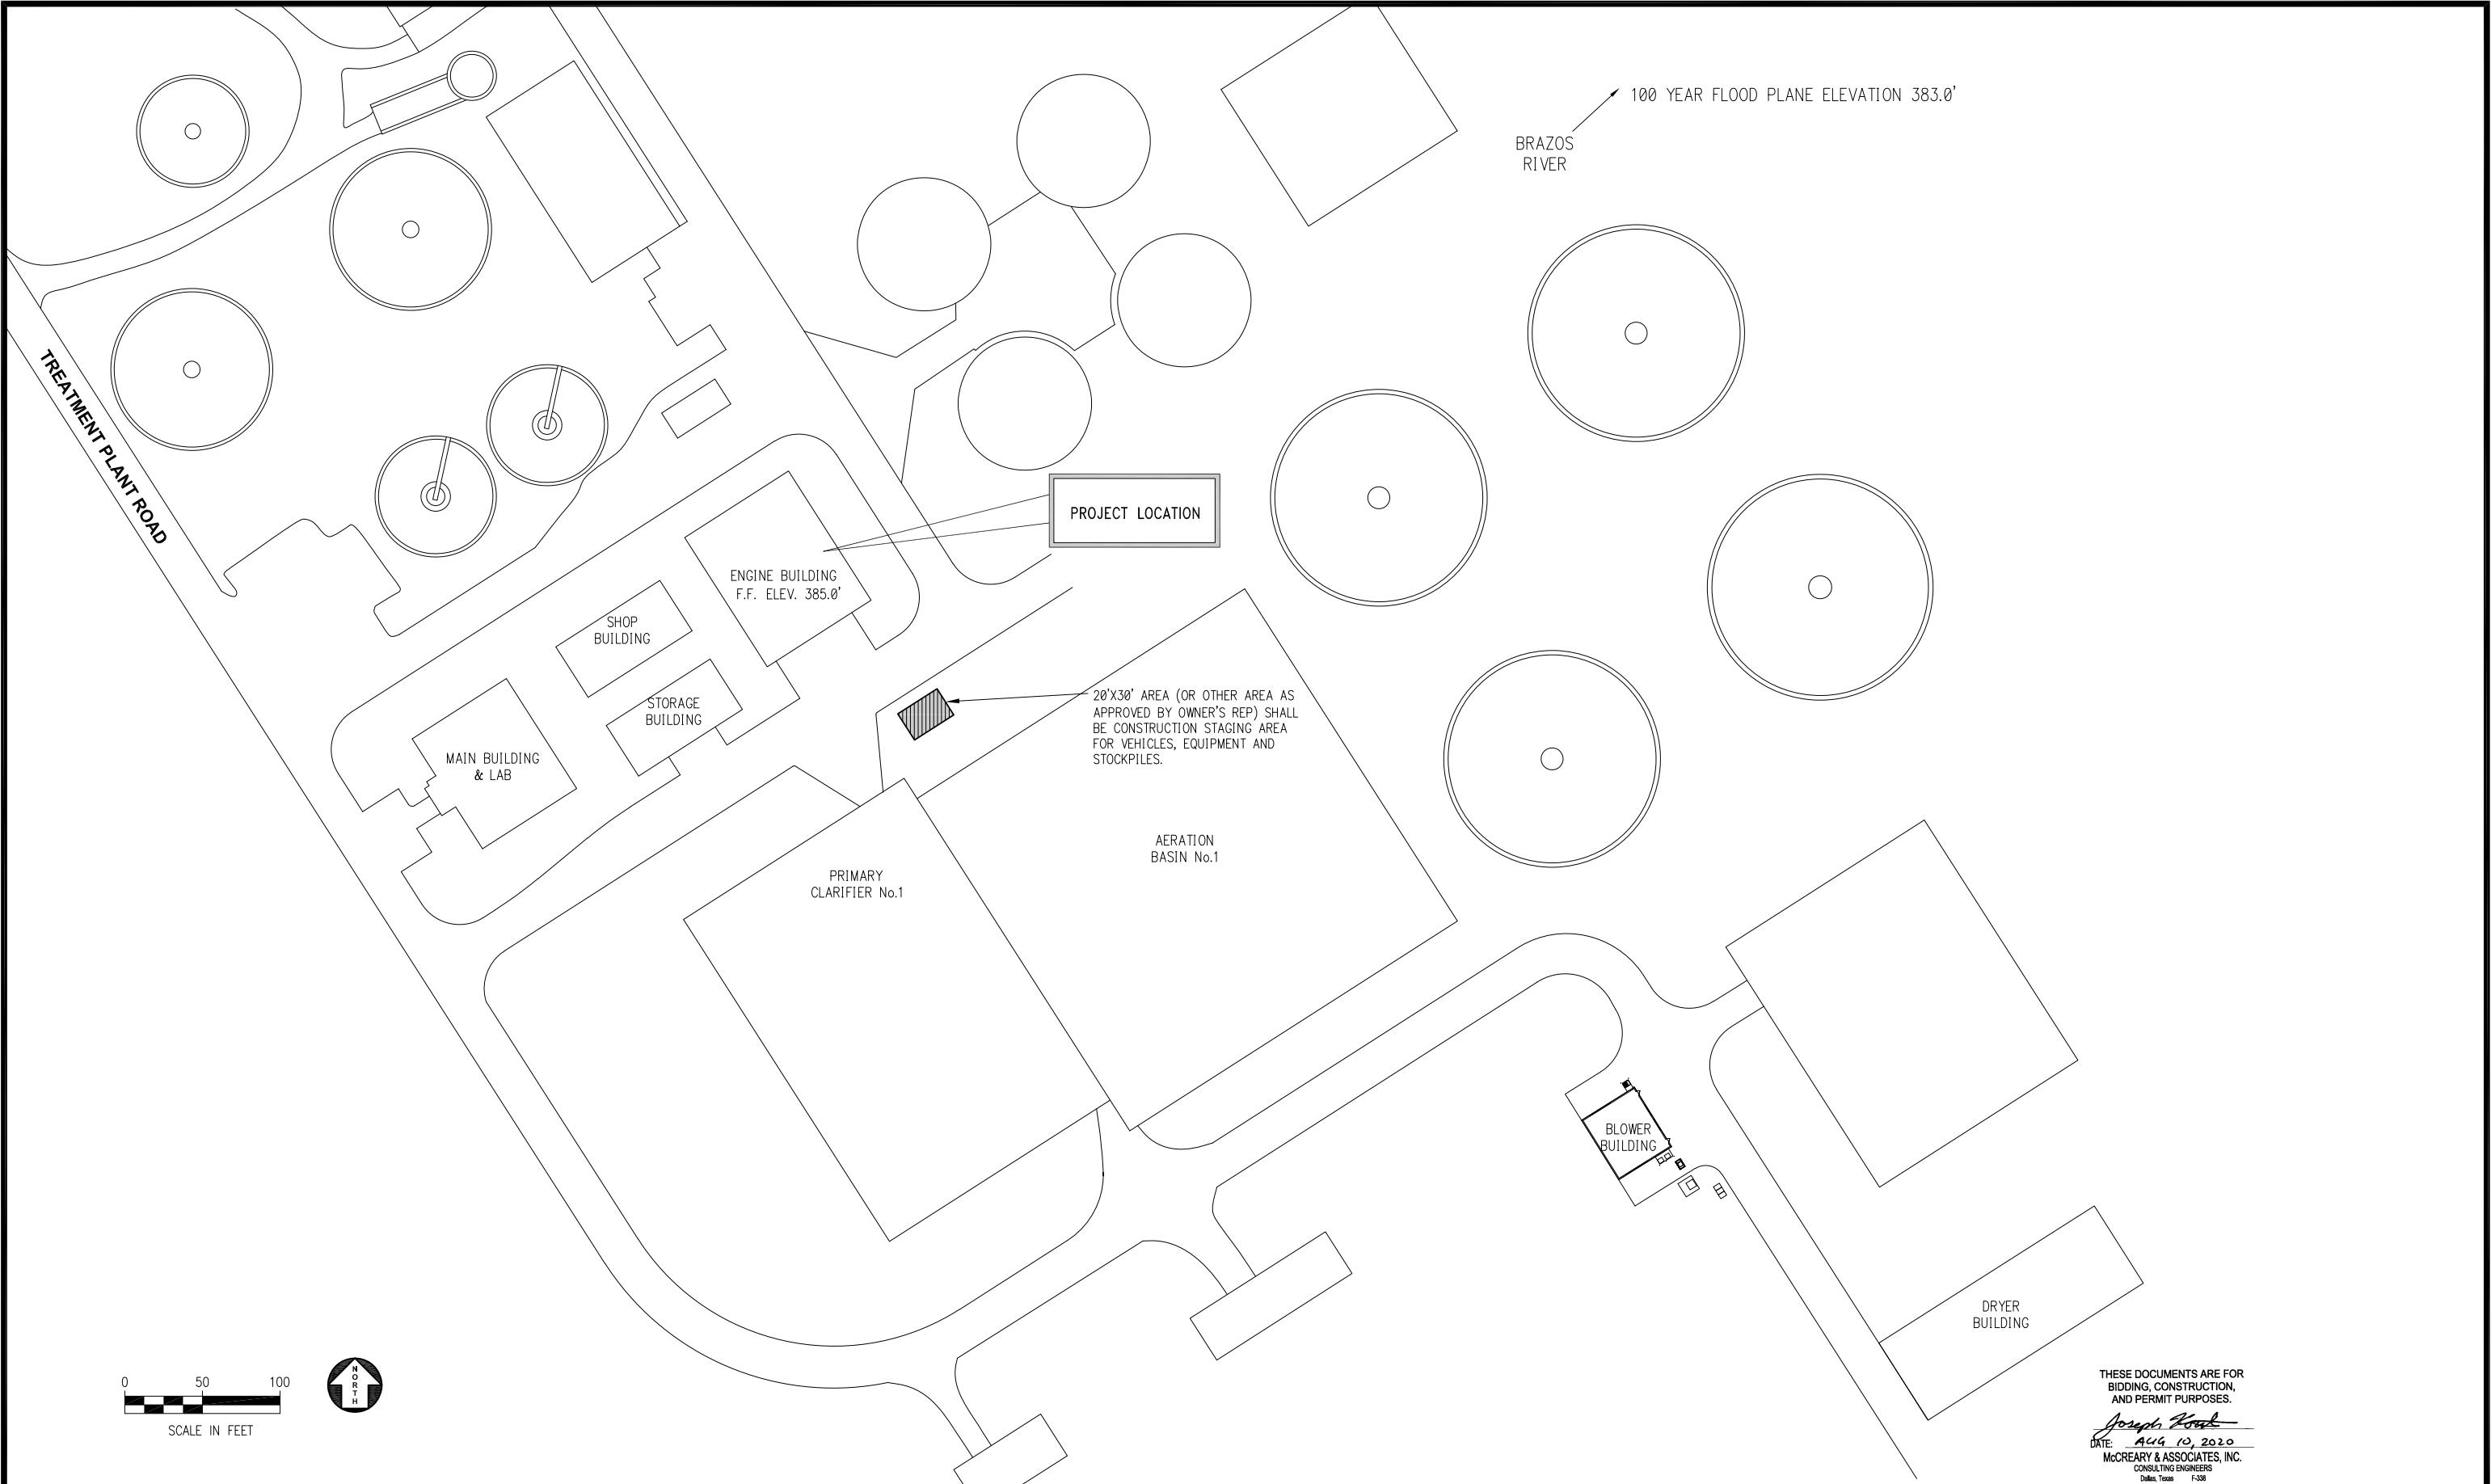 100 YEAR FLOOD PLANE ELEVATION 383.0'
BRAZOS
RIVER
TREATMENT PLANT ROAD
PROJECT LOCATION
ENGINE BUILDING
F.F. ELEV. 385.0'
SHOP
BUILDING
STORAGE
BUILDING
MAIN BUILDING
& LAB
20'X30' AREA (OR OTHER AREA AS
APPROVED BY OWNER'S REP) SHALL
BE CONSTRUCTION STAGING AREA
FOR VEHICLES, EQUIPMENT AND
STOCKPILES.
AERATION
BASIN No.1
PRIMARY
CLARIFIER No.1
BLOWER
BUILDING
DRYER
BUILDING
0 50 100
SCALE IN FEET
NORTH
THESE DOCUMENTS ARE FOR
BIDDING, CONSTRUCTION,
AND PERMIT PURPOSES.
Joseph
DATE: AUG 10, 2020
McCREARY & ASSOCIATES, INC.
CONSULTING ENGINEERS
Dallas, Texas F-338